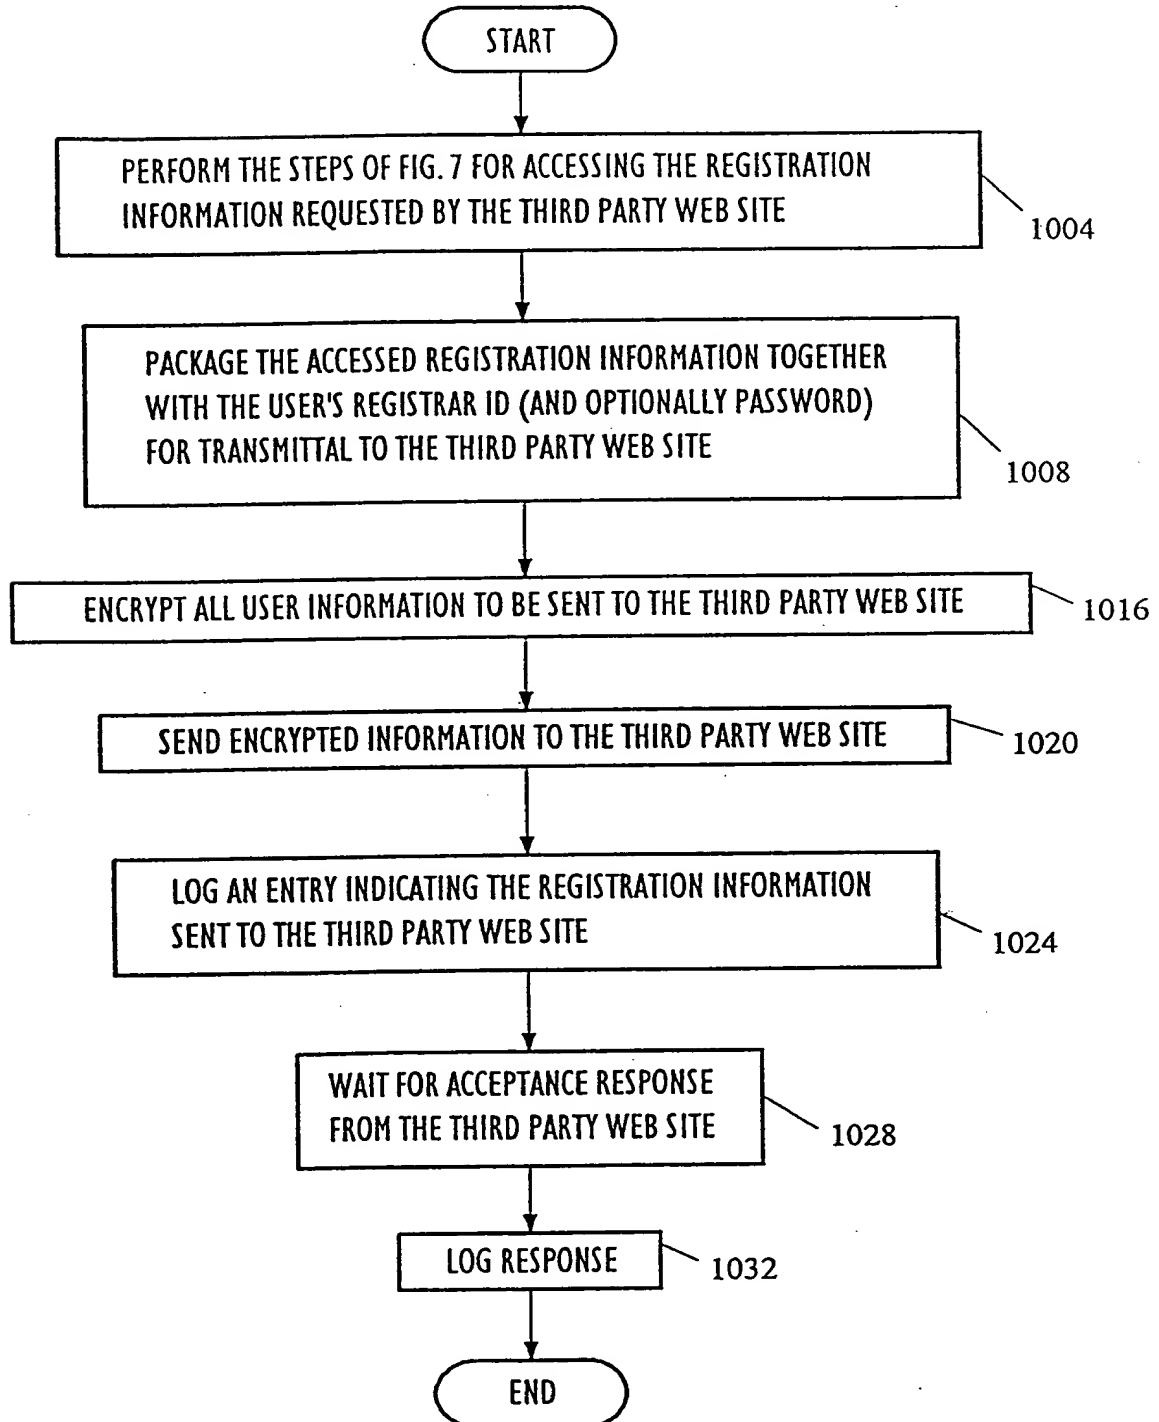 START
PERFORM THE STEPS OF FIG. 7 FOR ACCESSING THE REGISTRATION
INFORMATION REQUESTED BY THE THIRD PARTY WEB SITE
1004
PACKAGE THE ACCESSED REGISTRATION INFORMATION TOGETHER
WITH THE USER'S REGISTRAR ID (AND OPTIONALLY PASSWORD)
FOR TRANSMITTAL TO THE THIRD PARTY WEB SITE
1008
ENCRYPT ALL USER INFORMATION TO BE SENT TO THE THIRD PARTY WEB SITE
1016
SEND ENCRYPTED INFORMATION TO THE THIRD PARTY WEB SITE
1020
LOG AN ENTRY INDICATING THE REGISTRATION INFORMATION
SENT TO THE THIRD PARTY WEB SITE
1024
WAIT FOR ACCEPTANCE RESPONSE
FROM THE THIRD PARTY WEB SITE
1028
LOG RESPONSE
1032
END